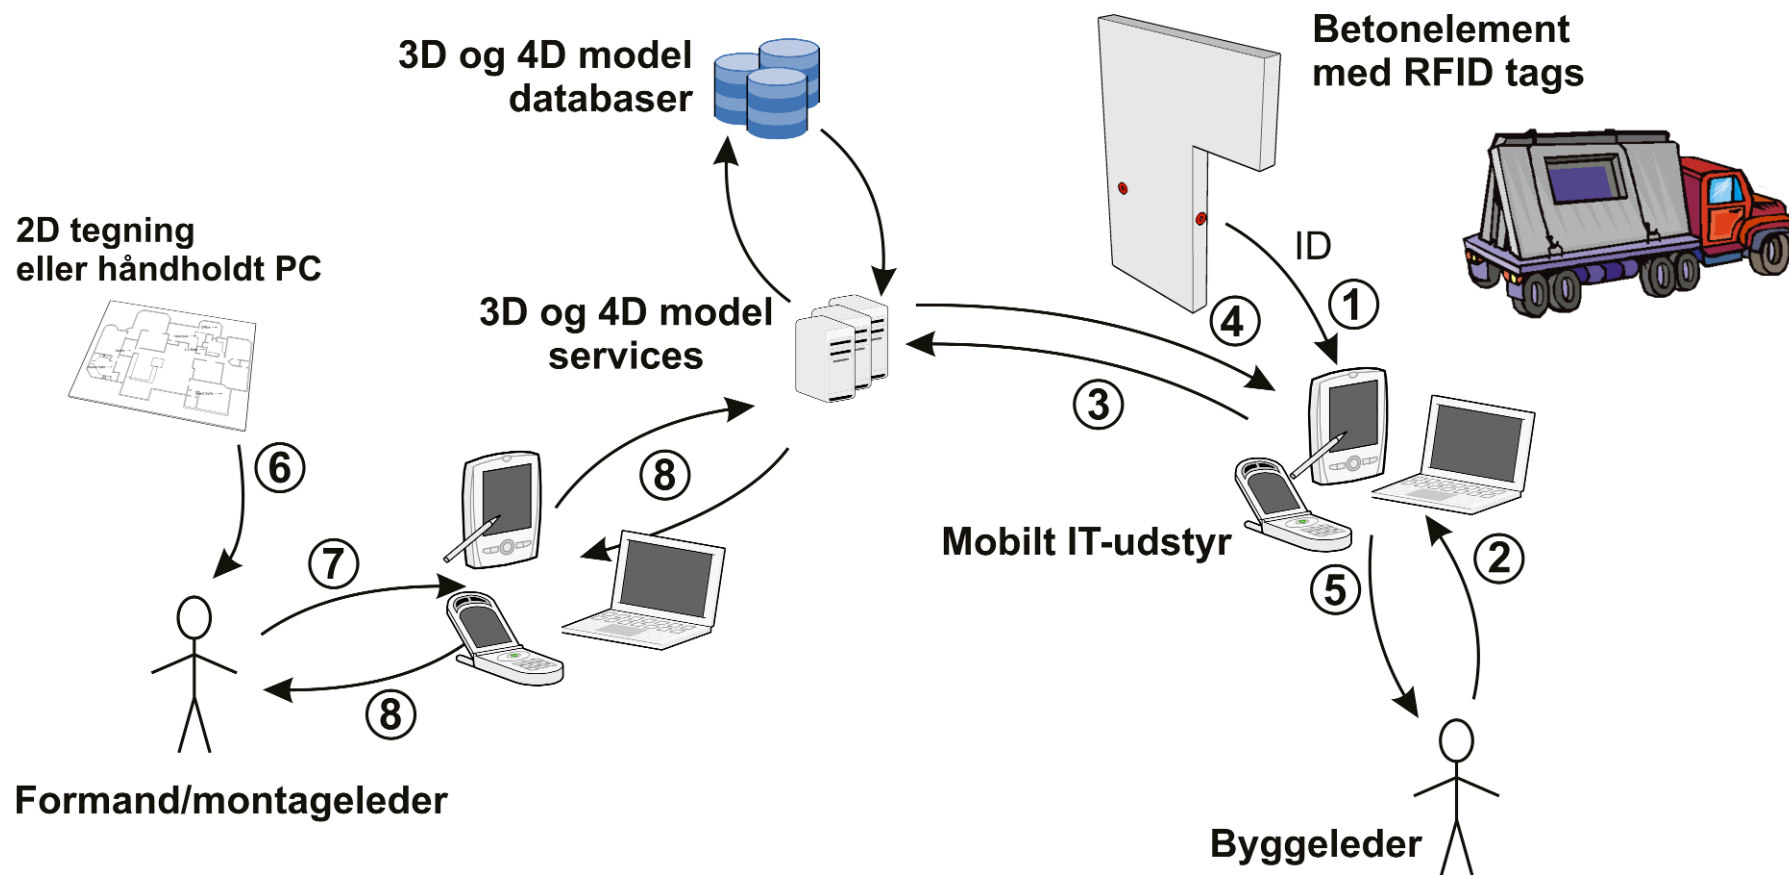 3D og 4D model
databaser
Betonelement
med RFID tags
2D tegning
eller håndholdt PC
ID
3D og 4D model
services
1
4
3
6
8
Mobilt IT-udstyr
2
7
5
8
Formand/montageleder
Byggeleder